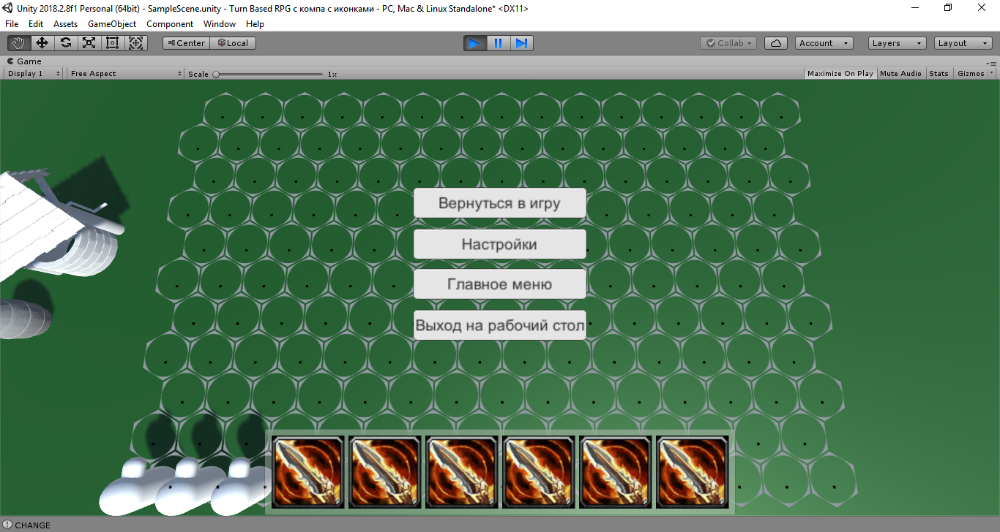 Unity 2018.2.8f1 Personal (64bit) - SampleScene.unity - Turn Based RPG с компа с иконками - PC, Mac & Linux Standalone* <DX11>
File Edit Assets GameObject Component Window Help
Center Local Collab Account Layers Layout
Game
Display 1 Free Aspect Scale 1x Maximize On Play Mute Audio Stats Gizmos
Вернуться в игру
Настройки
Главное меню
Выход на рабочий стол
CHANGE